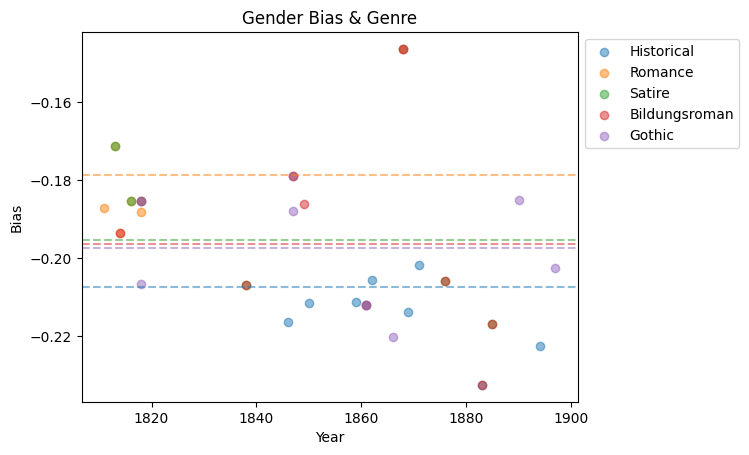 Gender Bias & Genre
Historical
Romance
Satire
Bildungsroman
Gothic
−0.16
−0.18
−0.20
−0.22
Bias
1820 1840 1860 1880 1900
Year